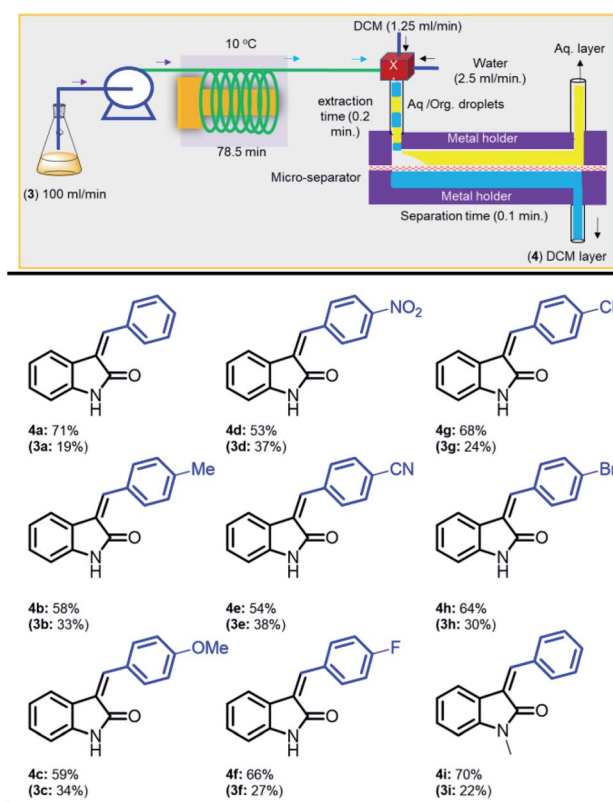 DCM (1.25 ml/min)
Aq. layer
10 °C
X
Water
(2.5 ml/min.)
extraction
time (0.2
min.)
Aq /Org. droplets
Metal holder
78.5 min
Micro-separator
(3) 100 ml/min
Metal holder
Separation time (0.1 min.)
(4) DCM layer
O
N
H
4a: 71%
(3a: 19%)
NO2
O
N
H
4d: 53%
(3d: 37%)
Cl
O
N
H
4g: 68%
(3g: 24%)
Me
O
N
H
4b: 58%
(3b: 33%)
CN
O
N
H
4e: 54%
(3e: 38%)
Br
O
N
H
4h: 64%
(3h: 30%)
OMe
O
N
H
4c: 59%
(3c: 34%)
F
O
N
H
4f: 66%
(3f: 27%)
O
N
4i: 70%
(3i: 22%)